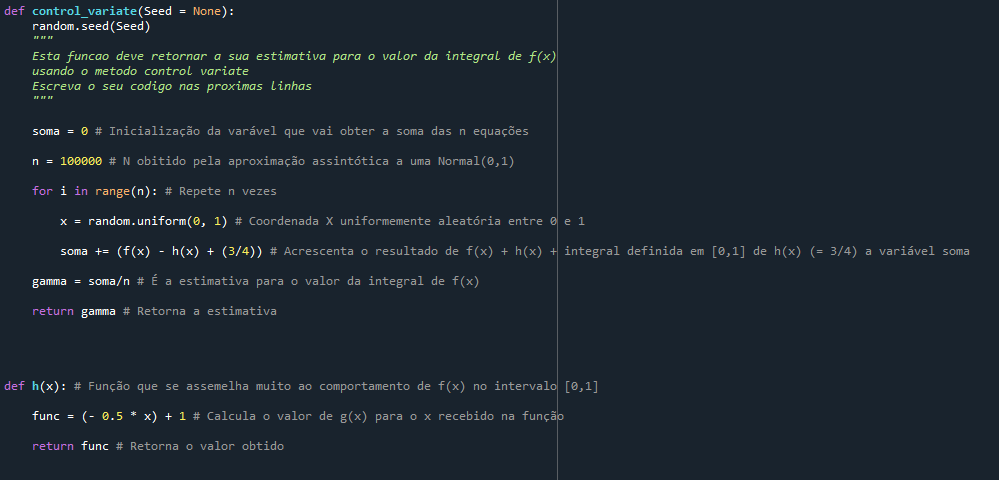 def control_variate(Seed = None):
    random.seed(Seed)
    """
    Esta funcao deve retornar a sua estimativa para o valor da integral de f(x)
    usando o metodo control variate
    Escreva o seu codigo nas proximas linhas
    """
    soma = 0 # Inicialização da varável que vai obter a soma das n equações
    n = 100000 # N obitido pela aproximação assintótica a uma Normal(0,1)
    for i in range(n): # Repete n vezes
        x = random.uniform(0, 1) # Coordenada X uniformemente aleatória entre 0 e 1
        soma += (f(x) - h(x) + (3/4)) # Acrescenta o resultado de f(x) + h(x) + integral definida em [0,1] de h(x) (= 3/4) a variável soma
    gamma = soma/n # É a estimativa para o valor da integral de f(x)
    return gamma # Retorna a estimativa
def h(x): # Função que se assemelha muito ao comportamento de f(x) no intervalo [0,1]
    func = (- 0.5 * x) + 1 # Calcula o valor de g(x) para o x recebido na função
    return func # Retorna o valor obtido